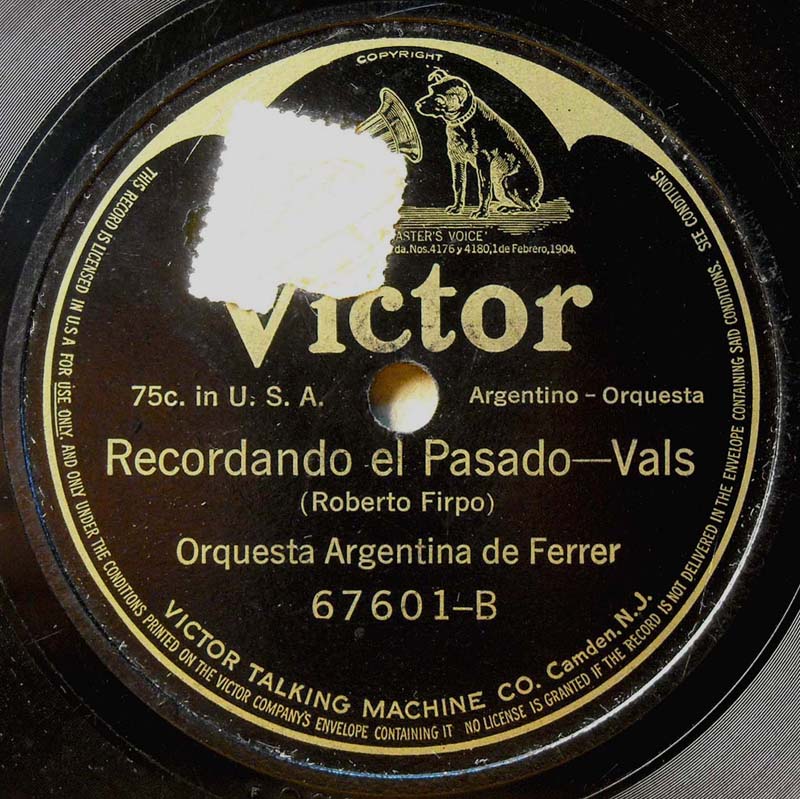 COPYRIGHT
VOICE'
Nos. 4176 y 4180, 1 de Febrero, 1904.
Victor
75c. in U. S. A.
Argentino - Orquesta
Recordando el Pasado—Vals
(Roberto Firpo)
Orquesta Argentina de Ferrer
67601-B
VICTOR TALKING MACHINE CO. Camden, N. J.
THIS RECORD IS LICENSED IN U.S.A FOR USE ONLY, AND ONLY UNDER THE CONDITIONS PRINTED ON THE VICTOR COMPANY'S ENVELOPE CONTAINING IT NO LICENSE IS GRANTED IF THE RECORD IS NOT DELIVERED IN THE ENVELOPE CONTAINING SAID CONDITIONS. SEE CONDITIONS